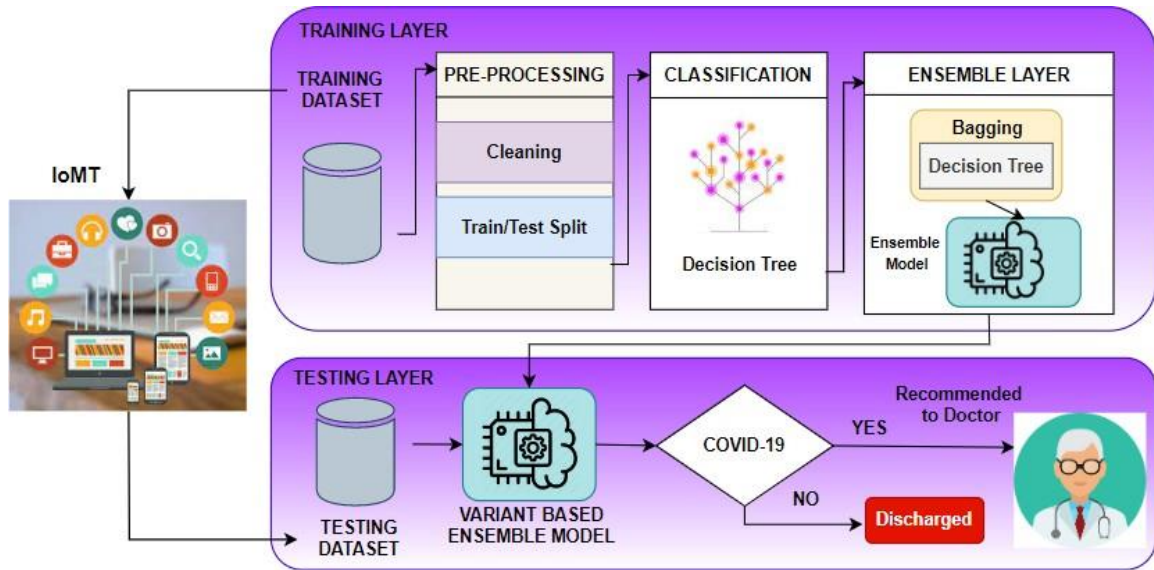 TRAINING LAYER
TRAINING
DATASET
PRE-PROCESSING
Cleaning
Train/Test Split
CLASSIFICATION
Decision Tree
ENSEMBLE LAYER
Bagging
Decision Tree
Ensemble
Model
IoMT
TESTING LAYER
TESTING
DATASET
VARIANT BASED
ENSEMBLE MODEL
COVID-19
YES
NO
Recommended
to Doctor
Discharged